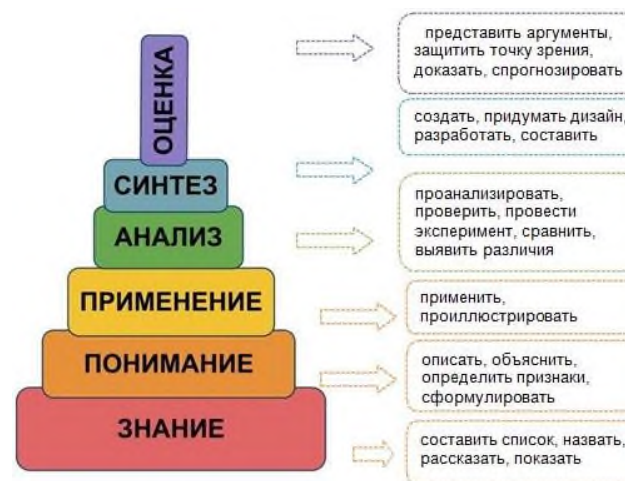 ОЦЕНКА
представить аргументы,
защитить точку зрения,
доказать, спрогнозировать
СИНТЕЗ
создать, придумать дизайн,
разработать, составить
АНАЛИЗ
проанализировать,
проверить, провести
эксперимент, сравнить,
выявить различия
ПРИМЕНЕНИЕ
применить,
проиллюстрировать
ПОНИМАНИЕ
описать, объяснить,
определить признаки,
сформулировать
ЗНАНИЕ
составить список, назвать,
рассказать, показать